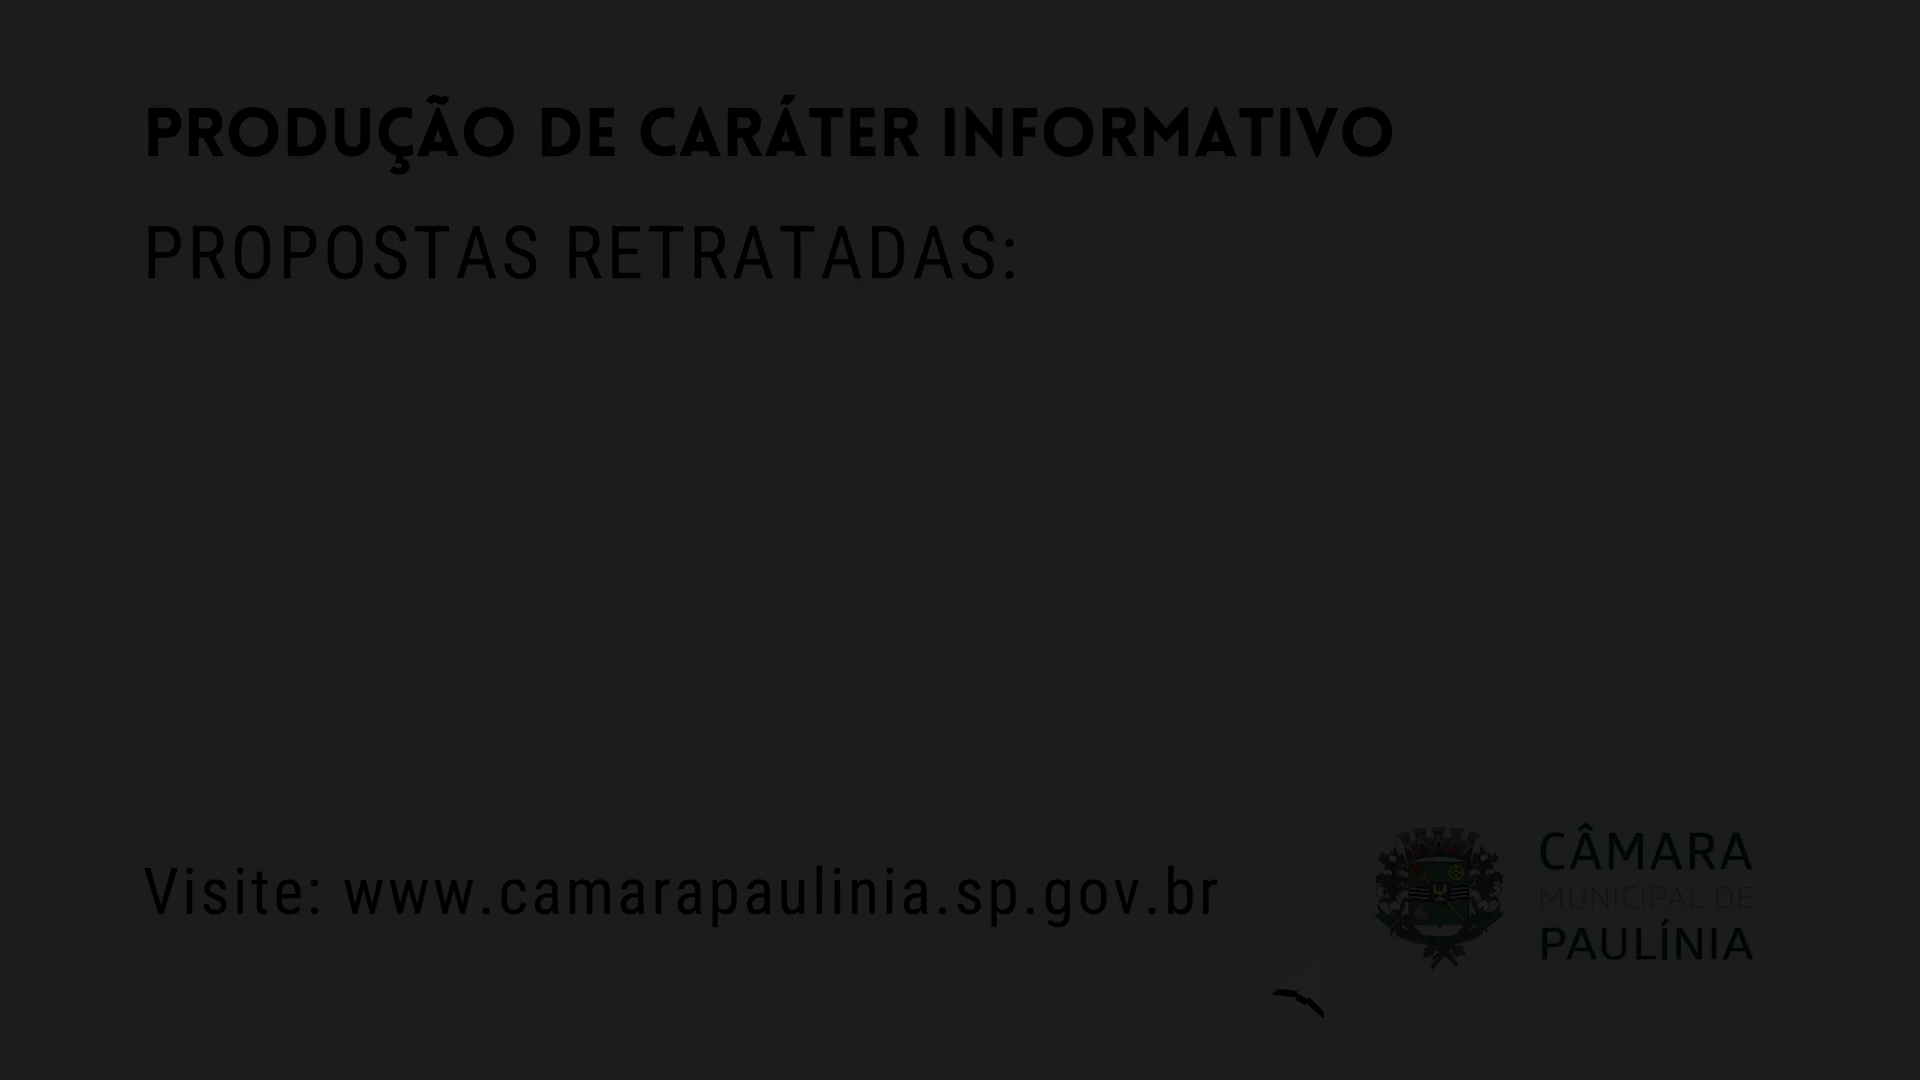 PRODUÇÃO DE CARÁTER INFORMATIVO
PROPOSTAS RETRATADAS:
Visite: www.camarapaulinia.sp.gov.br
CÂMARA
MUNICIPAL DE
PAULÍNIA